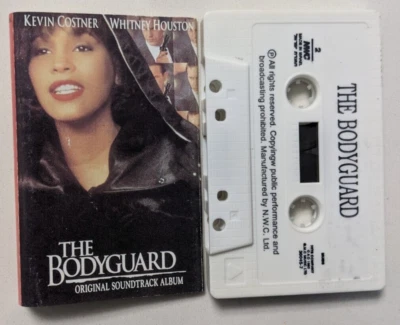 KEVIN COSTNER WHITNEY HOUSTON
THE
BODYGUARD
ORIGINAL SOUNDTRACK ALBUM
2
THE BODYGUARD
Ⓟ All rights reserved. Copyingw public performance and
broadcasting prohibited. Manufactured by N.W.C. Ltd.